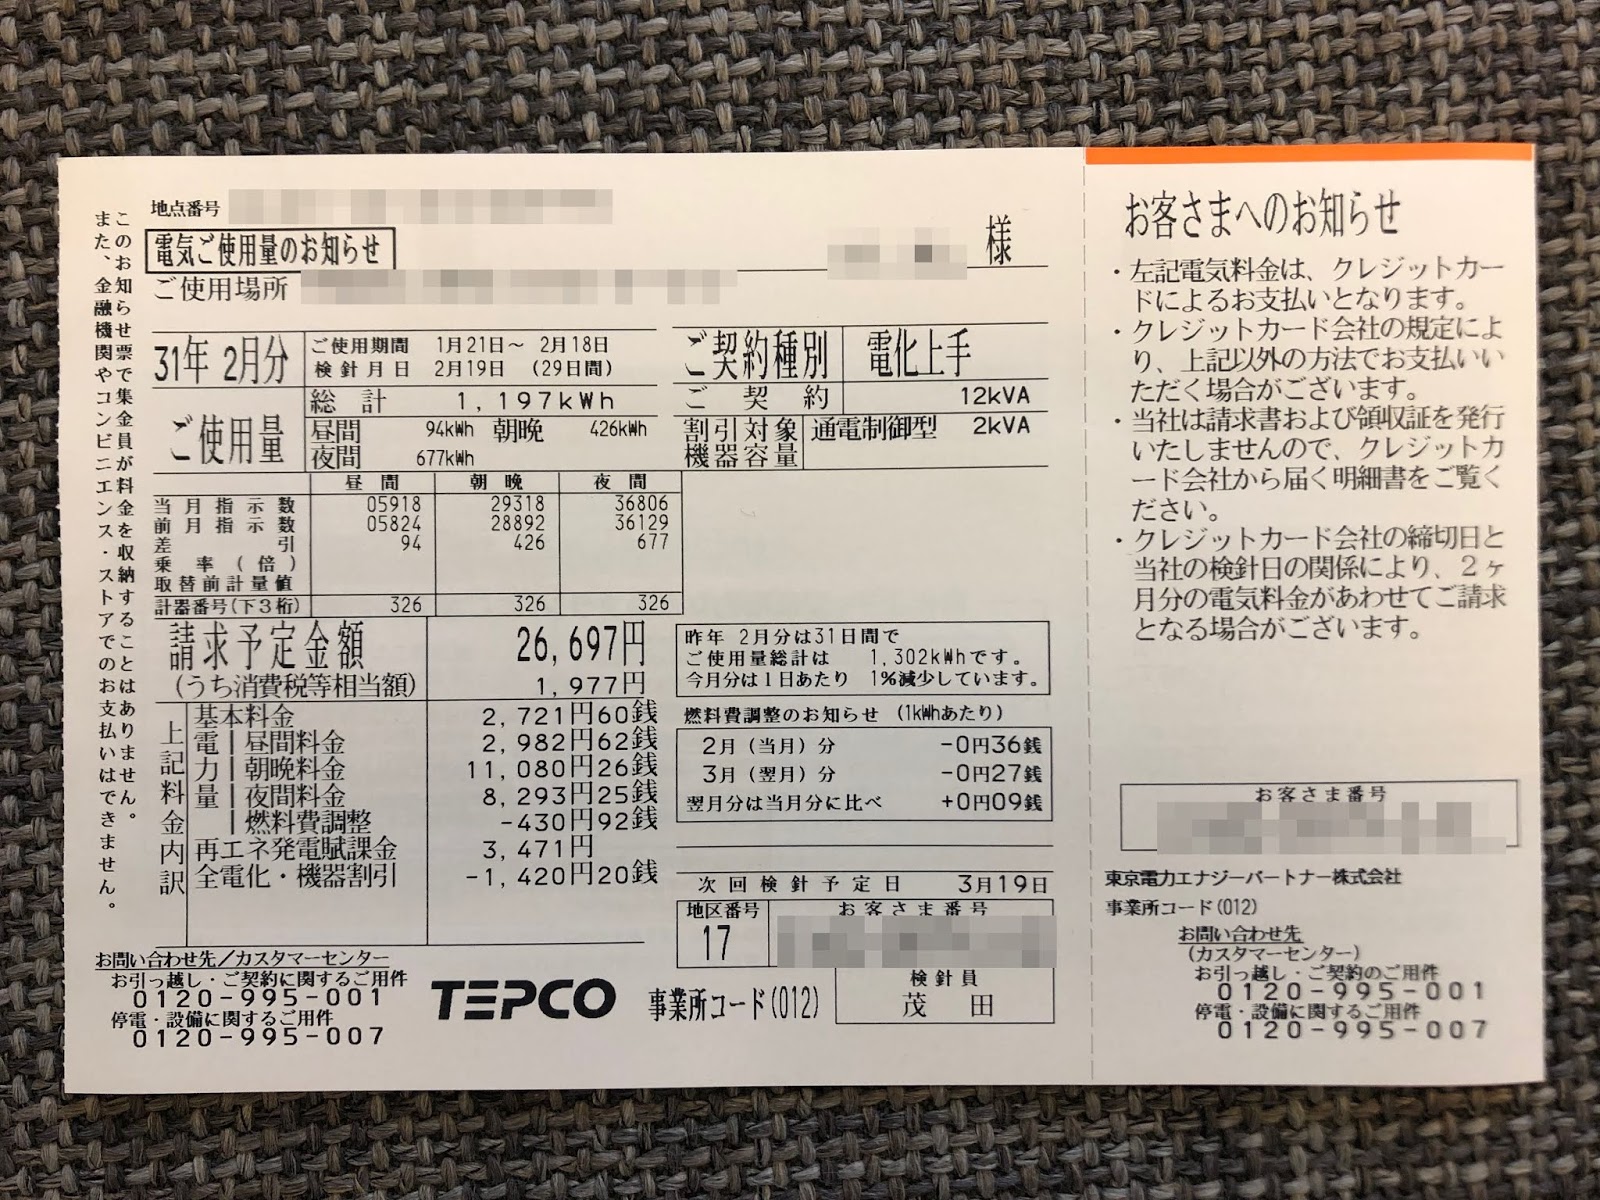 地点番号
電気ご使用量のお知らせ
様
ご使用場所
このお知らせ票で集金員が料金を収納することはありません。
また、金融機関やコンビニエンス・ストアでのお支払いはできません。
31年 2月分
ご使用期間 1月21日～ 2月18日
検針月日 2月19日 (29日間)
ご使用量
総計 1,197kWh
昼間 94kWh 朝晩 426kWh
夜間 677kWh
ご契約種別 電化上手
ご契約 12kVA
割引対象機器容量 通電制御型 2kVA
昼間 朝晩 夜間
当月指示数 05918 29318 36806
前月指示数 05824 28892 36129
差引 94 426 677
乗率(倍)
取替前計量値
計器番号(下3桁) 326 326 326
請求予定金額 26,697円
(うち消費税等相当額) 1,977円
上記料金内訳
基本料金 2,721円60銭
電力量 昼間料金 2,982円62銭
朝晩料金 11,080円26銭
夜間料金 8,293円25銭
燃料費調整 -430円92銭
再エネ発電賦課金 3,471円
全電化・機器割引 -1,420円20銭
昨年 2月分は31日間で
ご使用量総計は 1,302kWhです。
今月分は1日あたり 1%減少しています。
燃料費調整のお知らせ (1kWhあたり)
2月(当月)分 -0円36銭
3月(翌月)分 -0円27銭
翌月分は当月分に比べ +0円09銭
次回検針予定日 3月19日
地区番号 お客さま番号
17
検針員
茂田
お問い合わせ先/カスタマーセンター
お引っ越し・ご契約に関するご用件
0120-995-001
停電・設備に関するご用件
0120-995-007
TEPCO
事業所コード(012)
お客さまへのお知らせ
・左記電気料金は、クレジットカー
ドによるお支払いとなります。
・クレジットカード会社の規定によ
り、上記以外の方法でお支払いい
ただく場合がございます。
・当社は請求書および領収証を発行
いたしませんので、クレジットカ
ード会社から届く明細書をご覧く
ださい。
・クレジットカード会社の締切日と
当社の検針日の関係により、2ヶ
月分の電気料金があわせてご請求
となる場合がございます。
お客さま番号
東京電力エナジーパートナー株式会社
事業所コード(012)
お問い合わせ先
(カスタマーセンター)
お引っ越し・ご契約のご用件
0120-995-001
停電・設備に関するご用件
0120-995-007